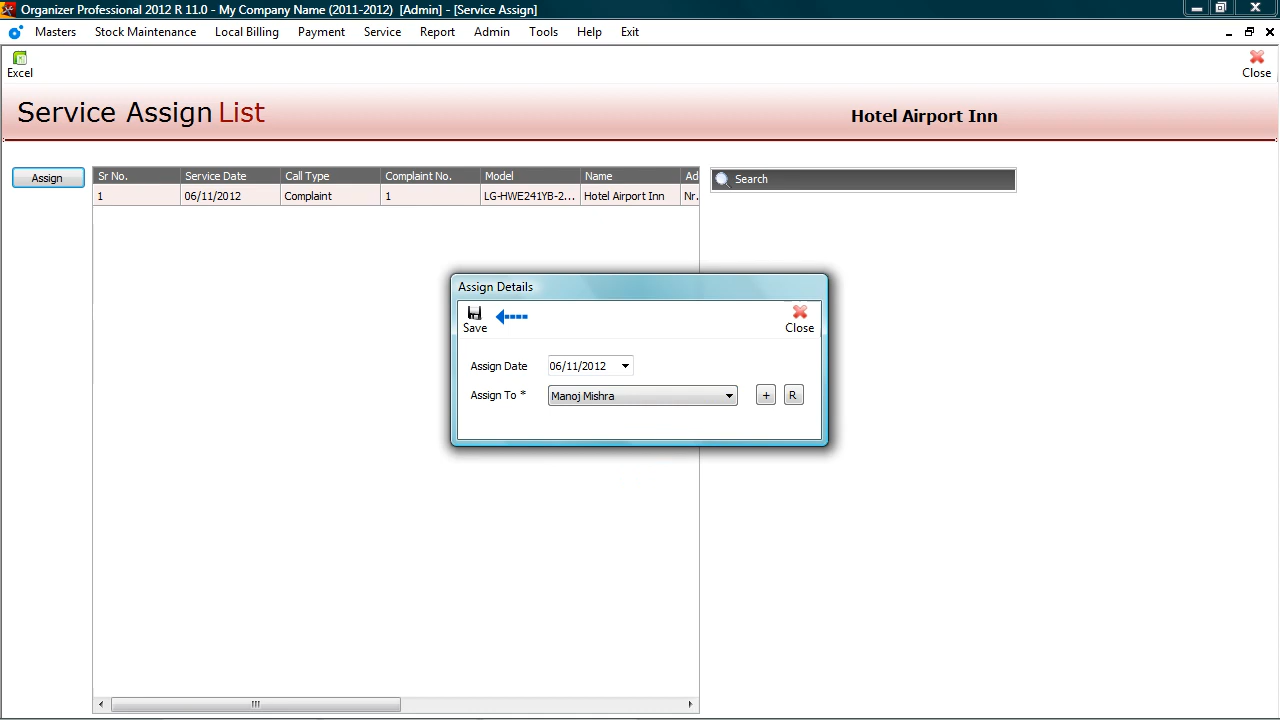 Organizer Professional 2012 R 11.0 - My Company Name (2011-2012) [Admin] - [Service Assign]
Masters Stock Maintenance Local Billing Payment Service Report Admin Tools Help Exit
Excel Close
Service Assign List Hotel Airport Inn
Assign
Sr No. Service Date Call Type Complaint No. Model Name Ad
1 06/11/2012 Complaint 1 LG-HWE241YB-2... Hotel Airport Inn Nr.
Search
Assign Details
Save Close
Assign Date 06/11/2012
Assign To * Manoj Mishra + R